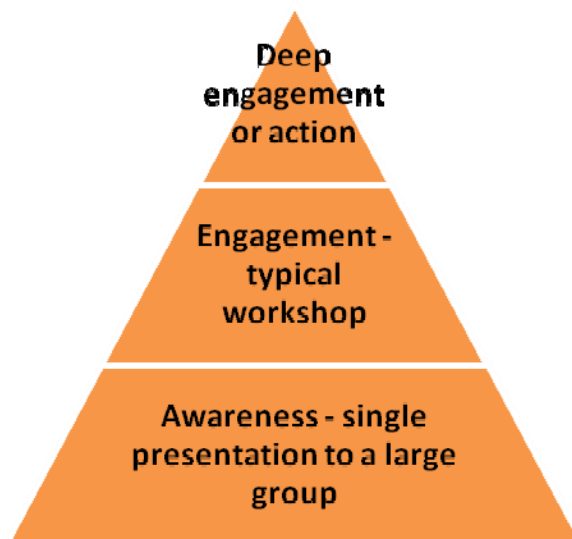 Deep
engagement
or action
Engagement -
typical
workshop
Awareness - single
presentation to a large
group